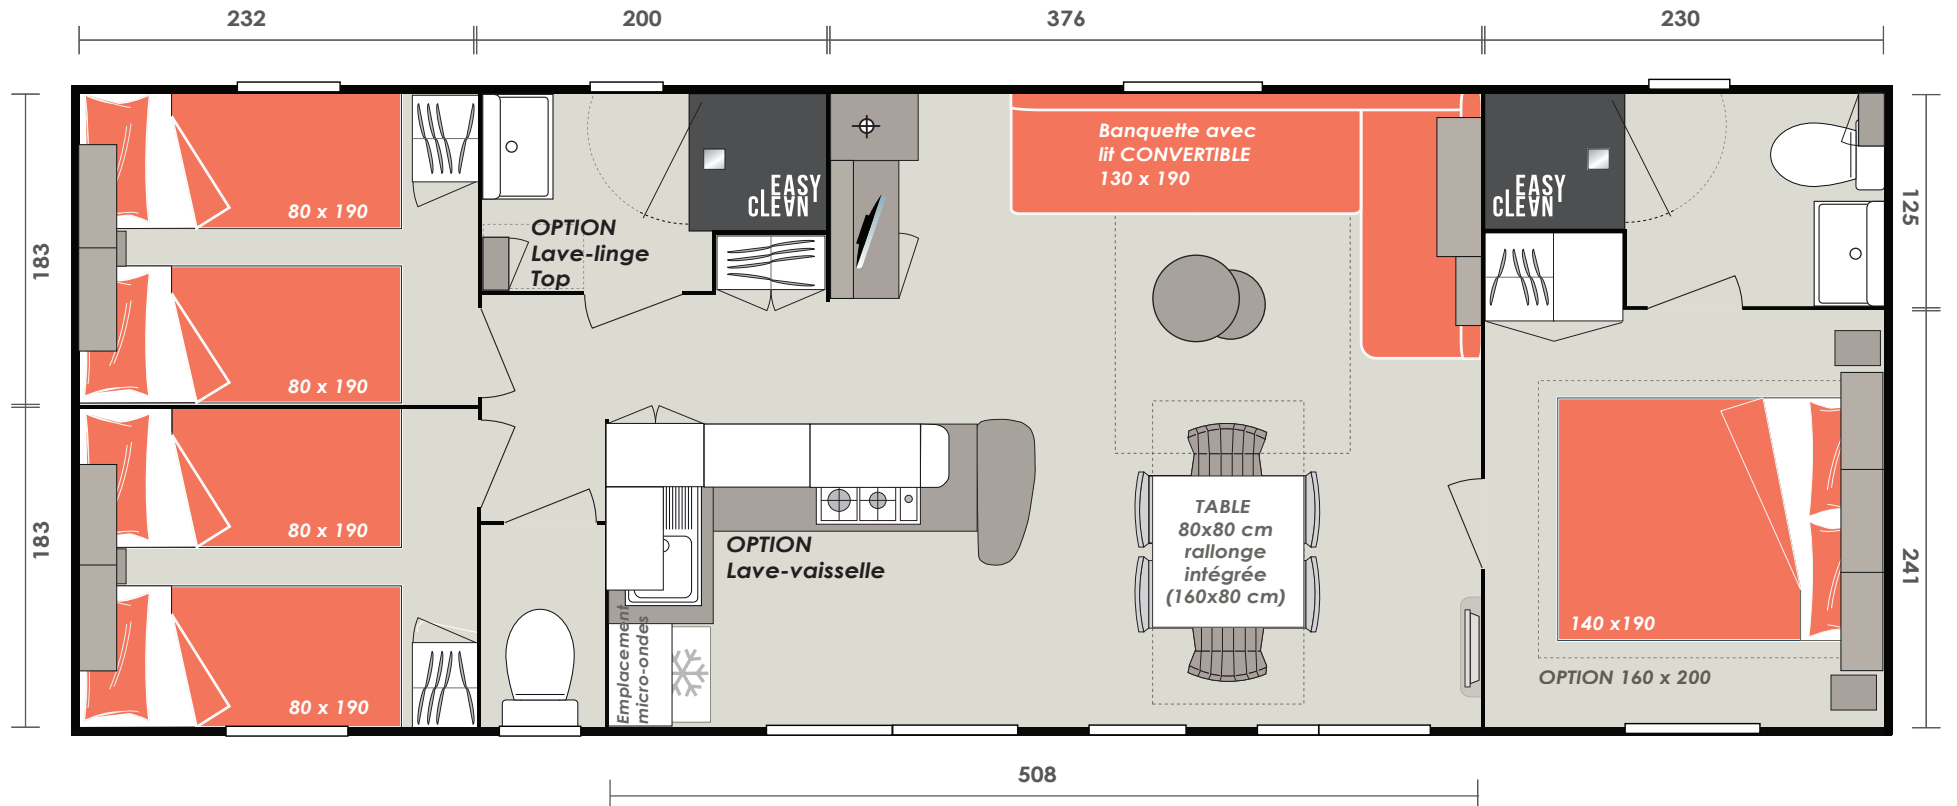 232
200
376
230
183
183
80 x 190
80 x 190
80 x 190
80 x 190
OPTION
Lave-linge
Top
EASY
CLEAN
Banquette avec
lit CONVERTIBLE
130 x 190
EASY
CLEAN
125
241
OPTION
Lave-vaisselle
Emplacement
micro-ondes
TABLE
80x80 cm
rallonge
intégrée
(160x80 cm)
140 x190
OPTION 160 x 200
508